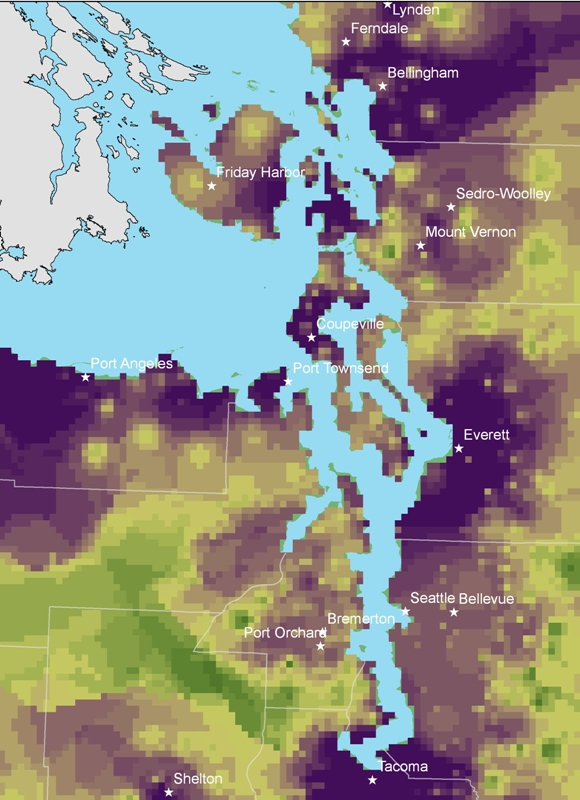 Lynden
Ferndale
Bellingham
Friday Harbor
Sedro-Woolley
Mount Vernon
Coupeville
Port Angeles
Port Townsend
Everett
Seattle
Bellevue
Bremerton
Port Orchard
Tacoma
Shelton